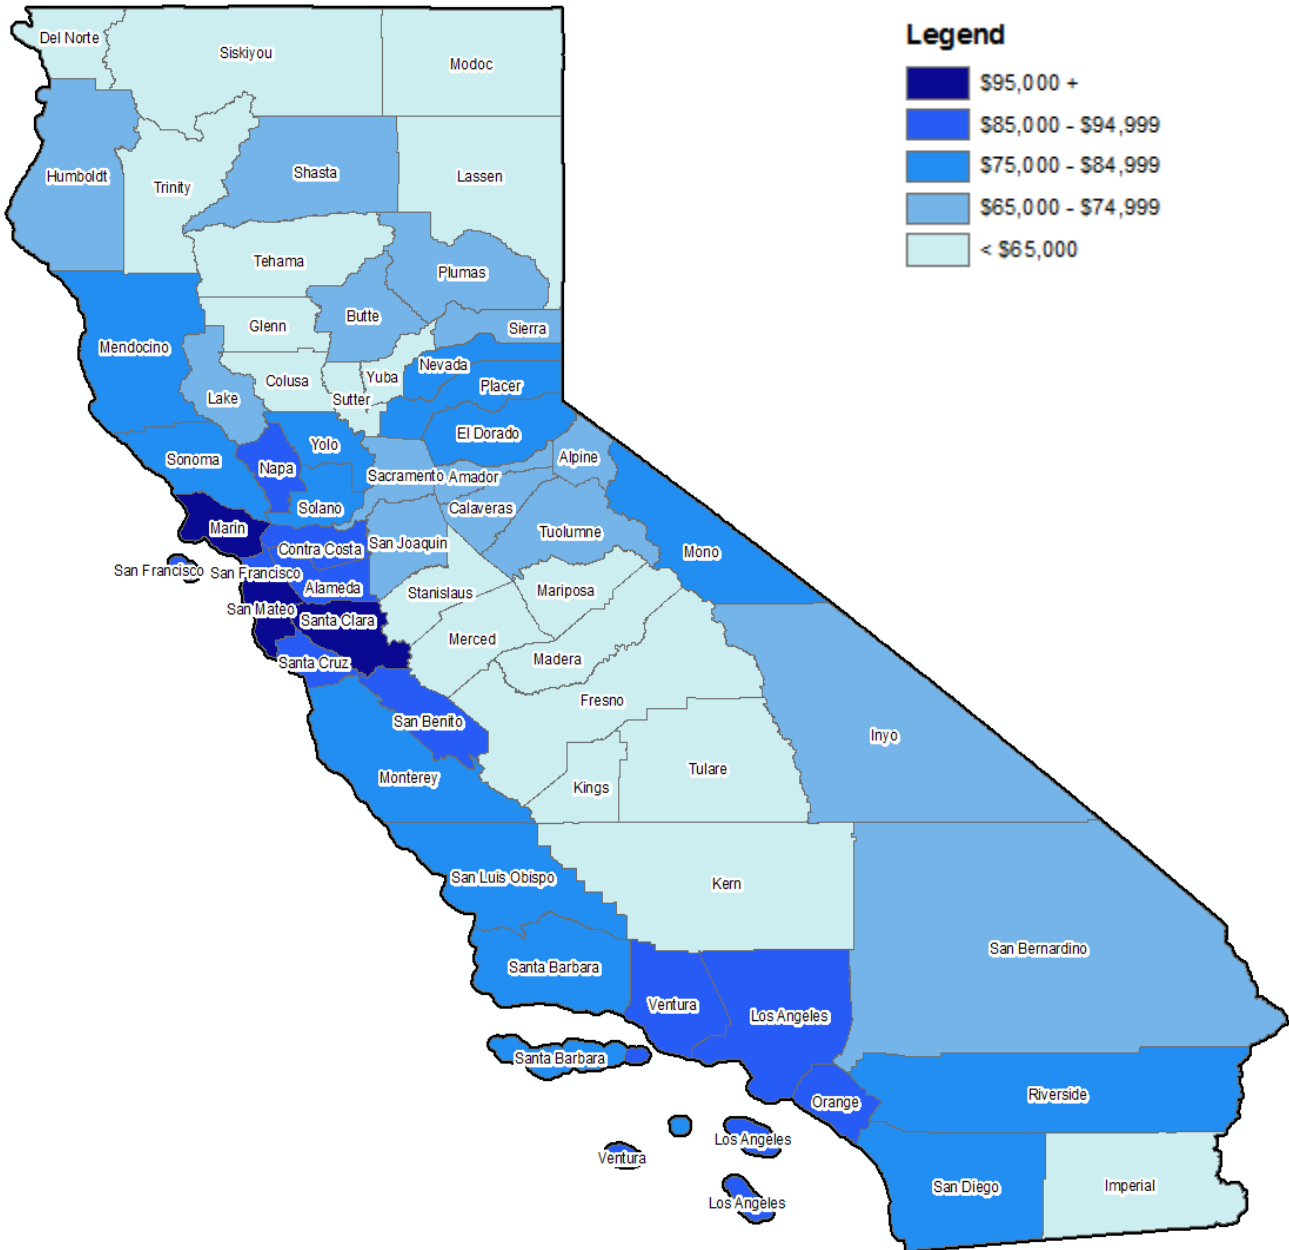 Legend
$95,000 +
$85,000 - $94,999
$75,000 - $84,999
$65,000 - $74,999
< $65,000
Del Norte
Siskiyou
Modoc
Humboldt
Trinity
Shasta
Lassen
Tehama
Plumas
Glenn
Butte
Sierra
Mendocino
Nevada
Colusa
Yuba
Placer
Lake
Sutter
El Dorado
Yolo
Sonoma
Napa
Alpine
Sacramento
Amador
Solano
Calaveras
Marin
Tuolumne
Contra Costa
San Joaquin
Mono
San Francisco
San Francisco
Alameda
Stanislaus
Mariposa
San Mateo
Santa Clara
Merced
Santa Cruz
Madera
Fresno
San Benito
Inyo
Monterey
Kings
Tulare
San Luis Obispo
Kern
San Bernardino
Santa Barbara
Ventura
Los Angeles
Santa Barbara
Orange
Riverside
Los Angeles
Ventura
San Diego
Imperial
Los Angeles